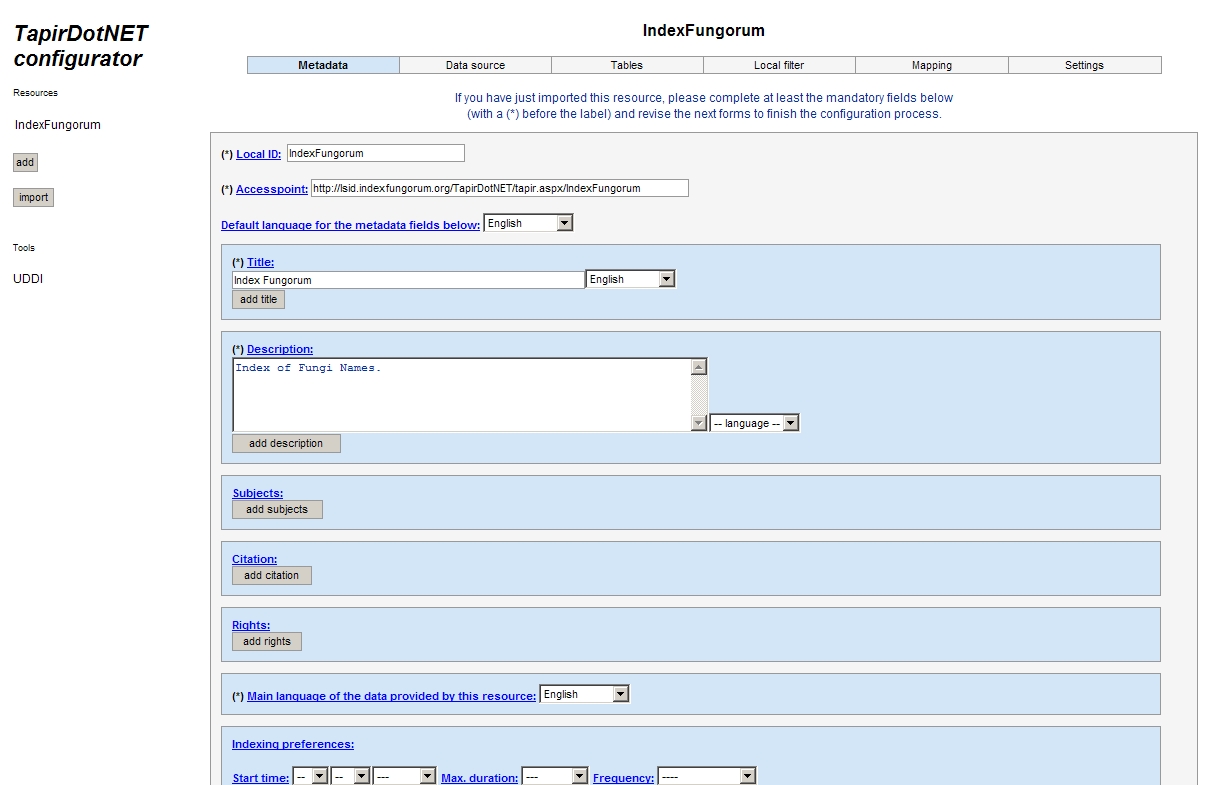 TapirDotNET
configurator
Resources
IndexFungorum
add
import
Tools
UDDI
IndexFungorum
Metadata Data source Tables Local filter Mapping Settings
If you have just imported this resource, please complete at least the mandatory fields below
(with a (*) before the label) and revise the next forms to finish the configuration process.
(*) Local ID: IndexFungorum
(*) Accesspoint: http://lsid.indexfungorum.org/TapirDotNET/tapir.aspx/IndexFungorum
Default language for the metadata fields below: English
(*) Title:
Index Fungorum English
add title
(*) Description:
Index of Fungi Names.
-- language --
add description
Subjects:
add subjects
Citation:
add citation
Rights:
add rights
(*) Main language of the data provided by this resource: English
Indexing preferences:
Start time: -- -- --- Max. duration: --- Frequency: ----